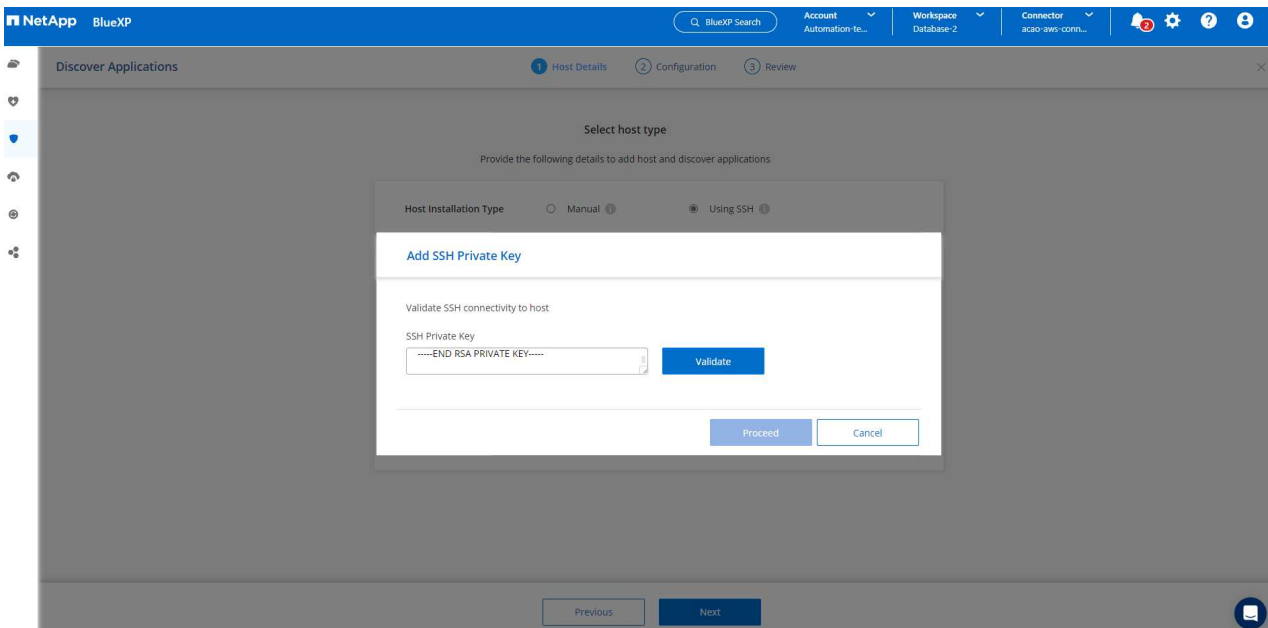 NetApp BlueXP
BlueXP Search
Account
Automation-te...
Workspace
Database-2
Connector
acao-aws-conn...
2
Discover Applications
1 Host Details
2 Configuration
3 Review
Select host type
Provide the following details to add host and discover applications
Host Installation Type
Manual
Using SSH
Add SSH Private Key
Validate SSH connectivity to host
SSH Private Key
-----END RSA PRIVATE KEY-----
Validate
Proceed
Cancel
Previous
Next